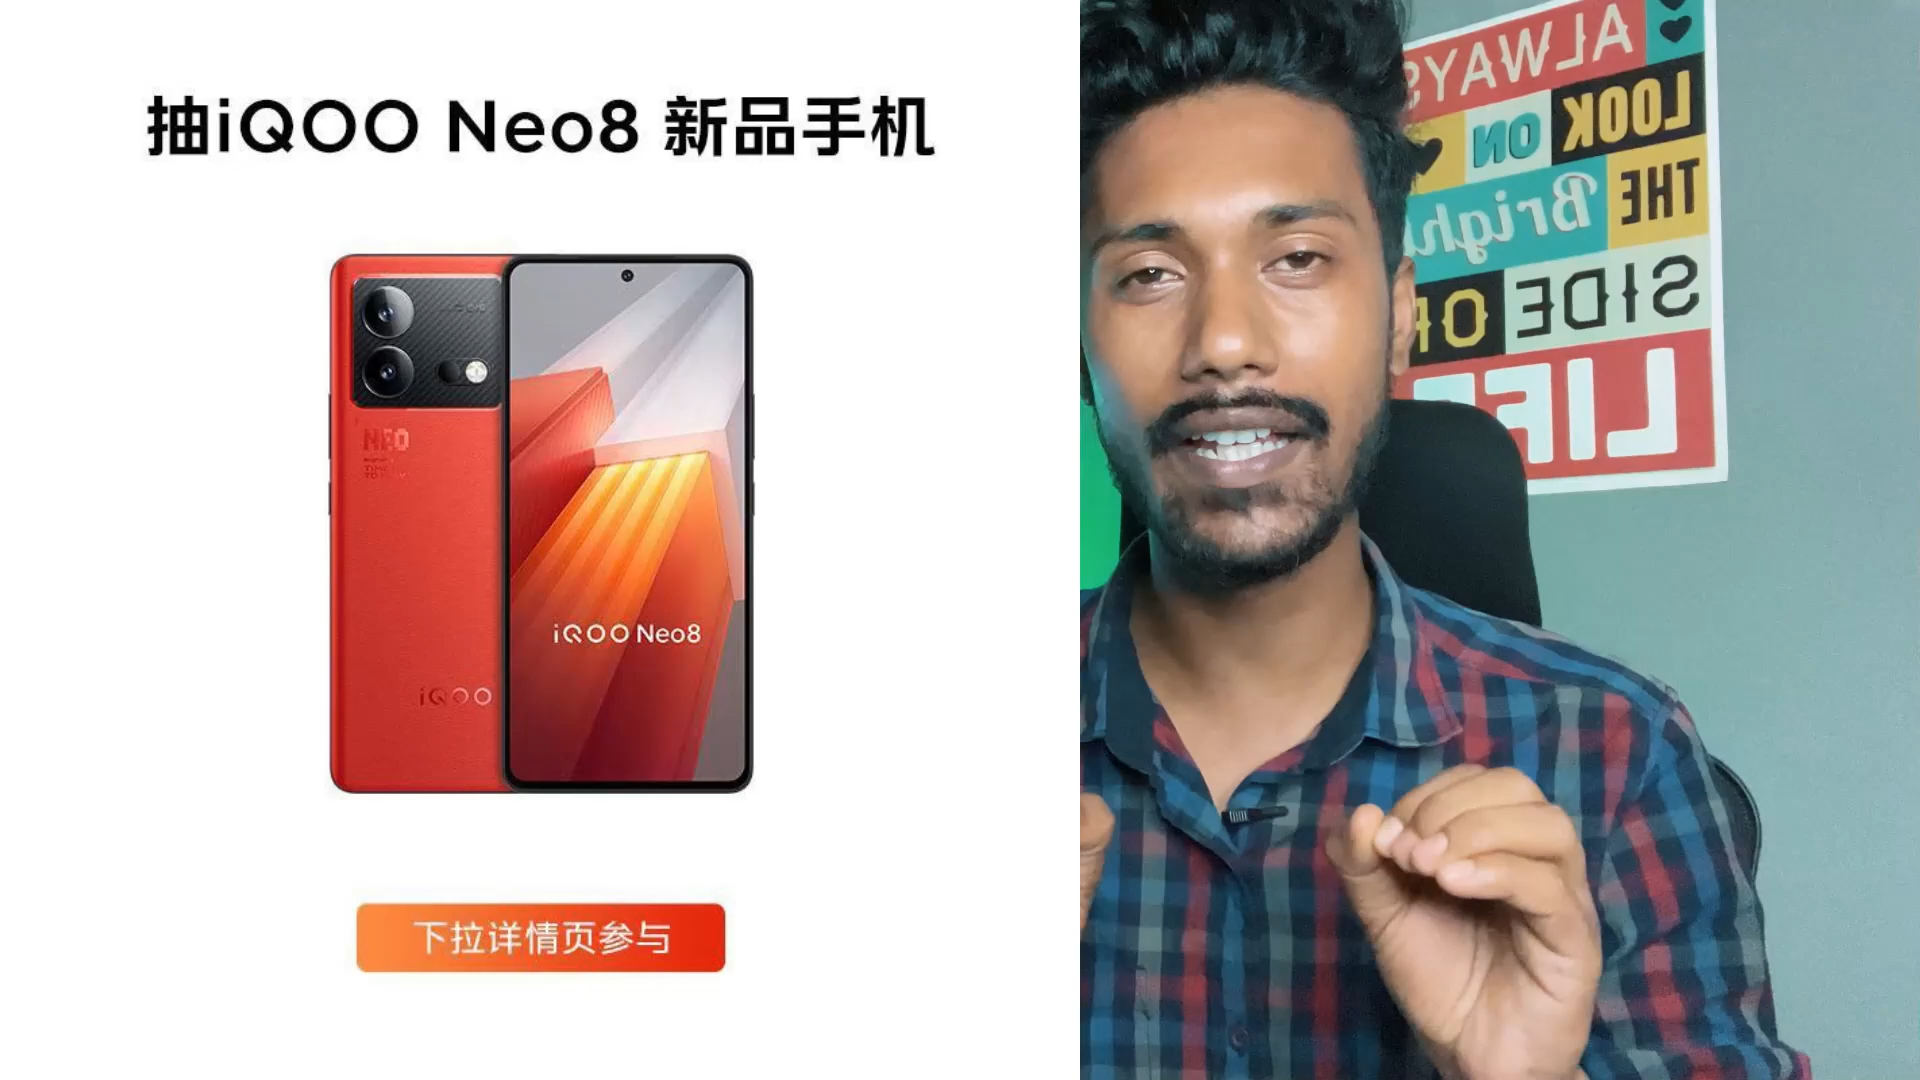 抽iQOO Neo8 新品手机
NEO
iQOO
iQOO Neo8
下拉详情页参与
ALWAYS
LOOK ON
THE Brigh
SIDE OF
LIFE